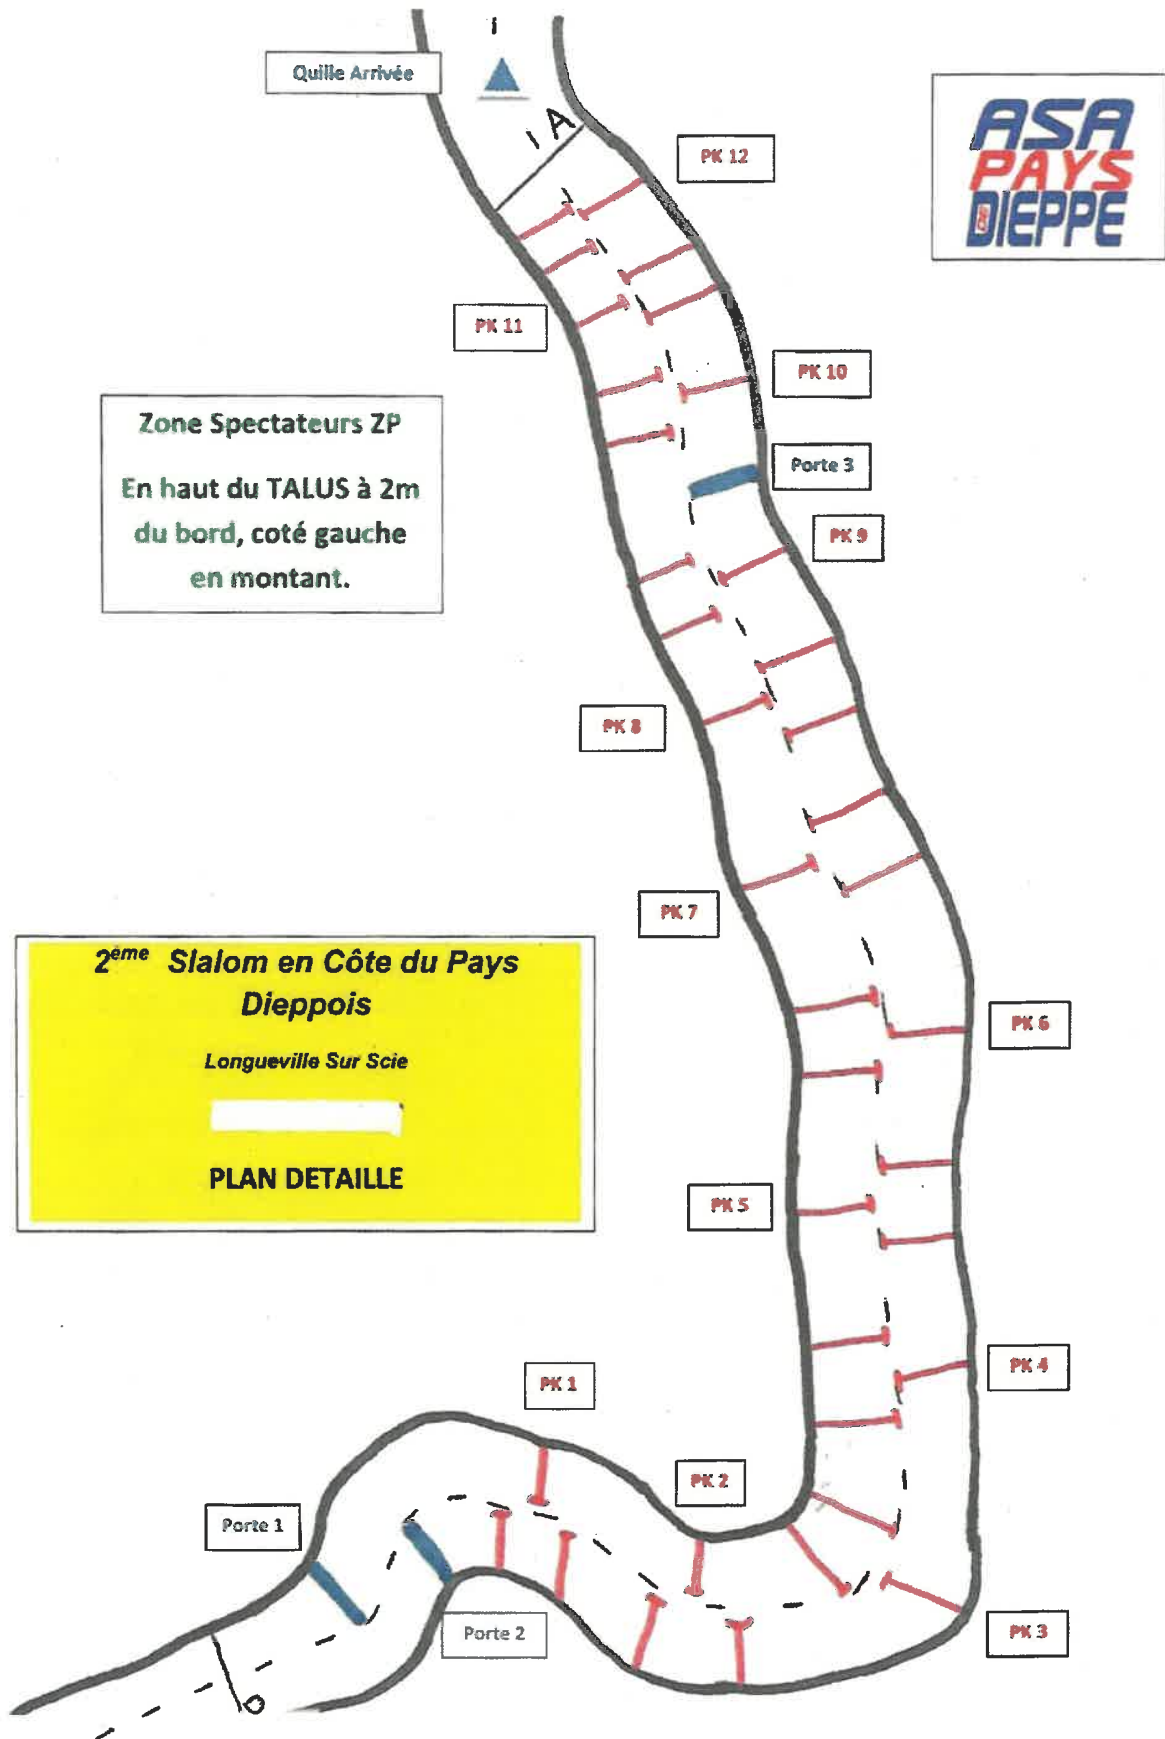 Quille Arrivée
A
PK 12
ASA
PAYS
DE
DIEPPE
PK 11
PK 10
Zone Spectateurs ZP
En haut du TALUS à 2m
du bord, coté gauche
en montant.
Porte 3
PK 9
PK 8
PK 7
2ème Slalom en Côte du Pays
Dieppois
Longueville Sur Scie
PLAN DETAILLE
PK 6
PK 5
PK 4
PK 1
PK 2
Porte 1
Porte 2
PK 3
D